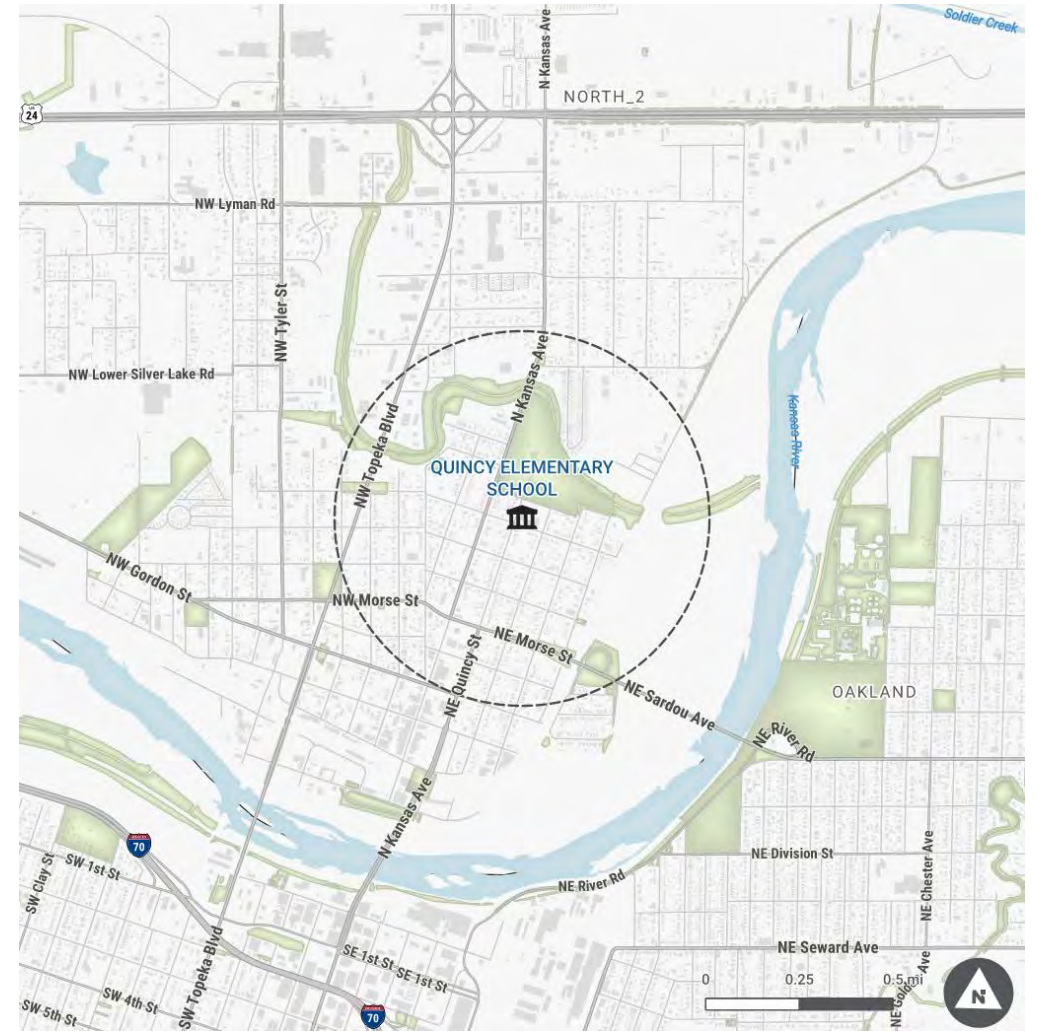 Soldier Creek
N Kansas Ave
NORTH_2
US
24
NW Lyman Rd
NW Tyler St
N Kansas Ave
NW Lower Silver Lake Rd
NW Topeka Blvd
Kansas River
QUINCY ELEMENTARY
SCHOOL
NW Gordon St
NW Morse St
NE Morse St
NE Quincy St
NE Sardou Ave
OAKLAND
NE River Rd
N Kansas Ave
70
SW 1st St
SW Clay St
NE Division St
NE River Rd
NE Chester Ave
NE Seward Ave
SW Topeka Blvd
SE 1st St
SE 1st St
0
0.25
0.5 mi
Ave
SW 4th St
SW 5th St
70
N